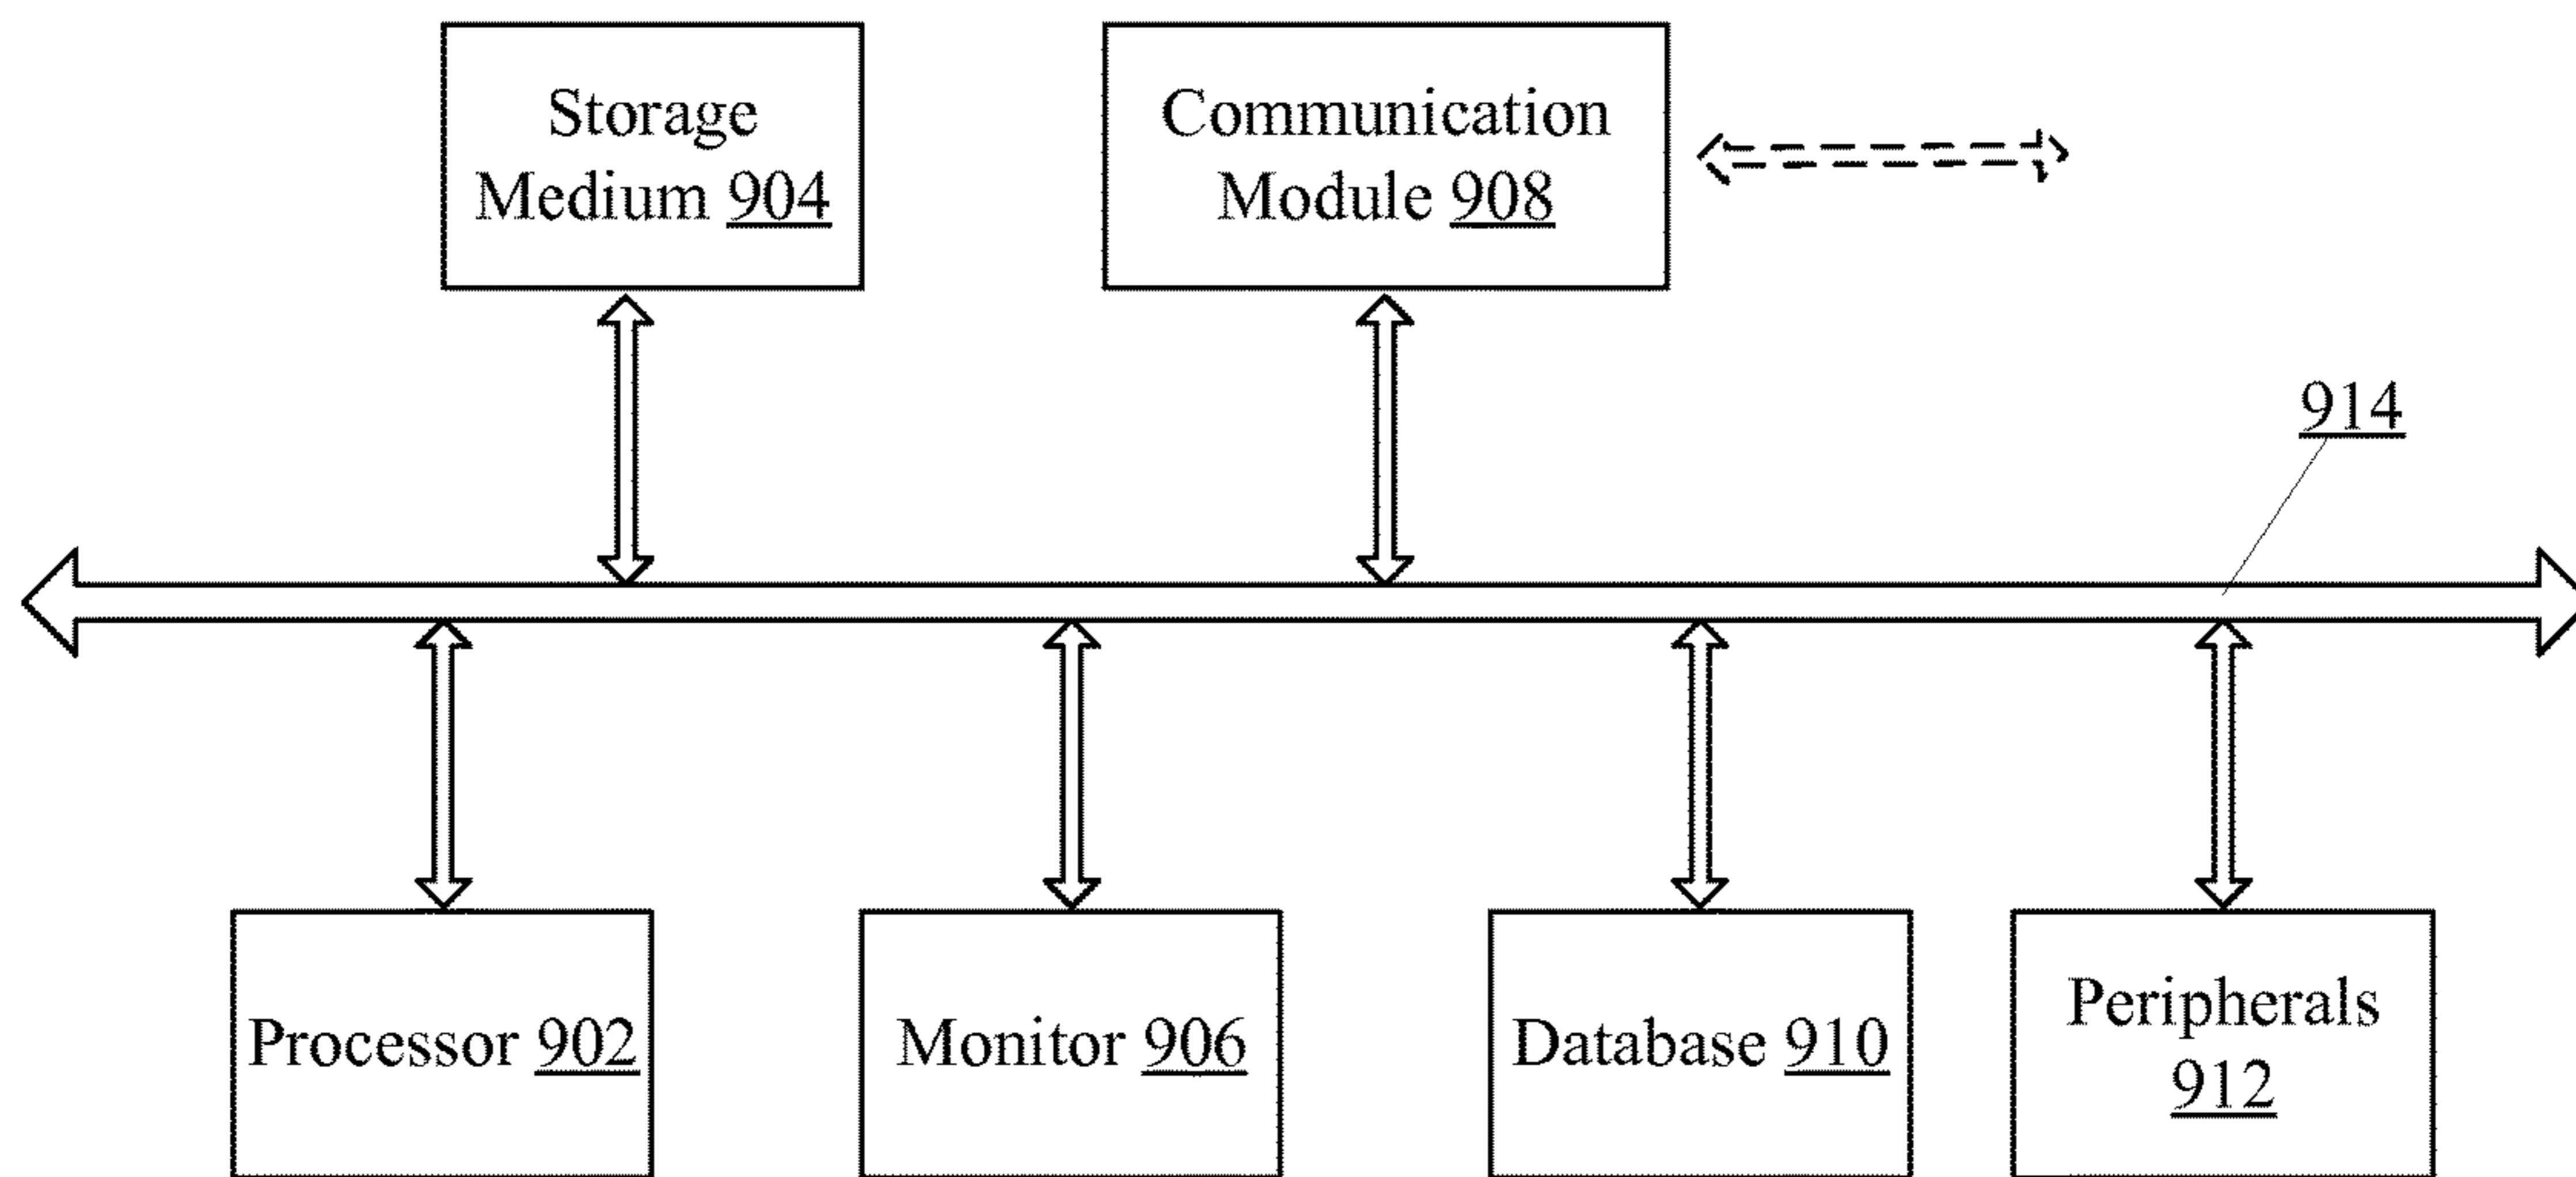 Storage
Medium 904
Communication
Module 908
914
Processor 902
Monitor 906
Database 910
Peripherals
912